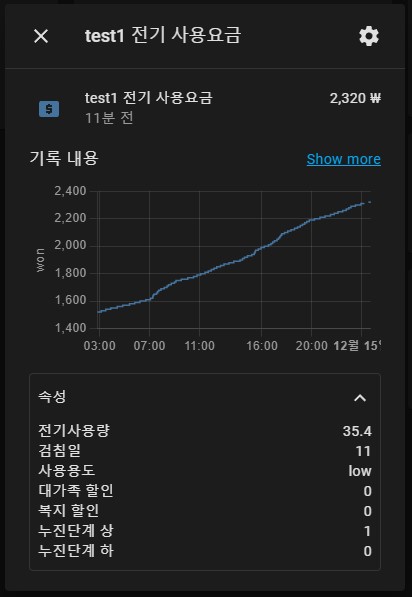 test1 전기 사용요금
test1 전기 사용요금 2,320 ₩
11분 전
기록 내용 Show more
2,400
2,200
2,000
1,800
1,600
1,400
won
03:00 07:00 11:00 16:00 20:00 12월 15
속성
전기사용량 35.4
검침일 11
사용용도 low
대가족 할인 0
복지 할인 0
누진단계 상 1
누진단계 하 0